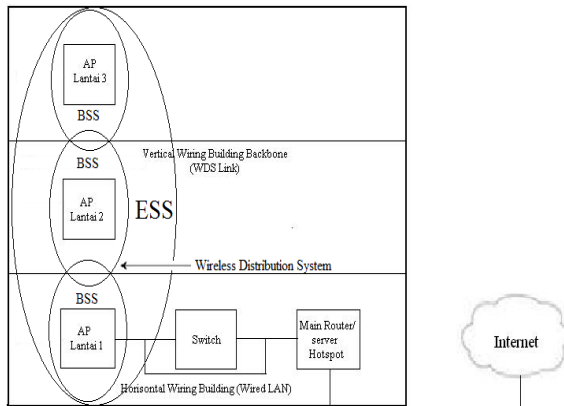 AP
Lantai 3
BSS
BSS
Vertical Wiring Building Backbone
(WDS Link)
AP
Lantai 2
ESS
Wireless Distribution System
BSS
AP
Lantai 1
Switch
Main Router/
server
Hotspot
Horisontal Wiring Building (Wired LAN)
Internet